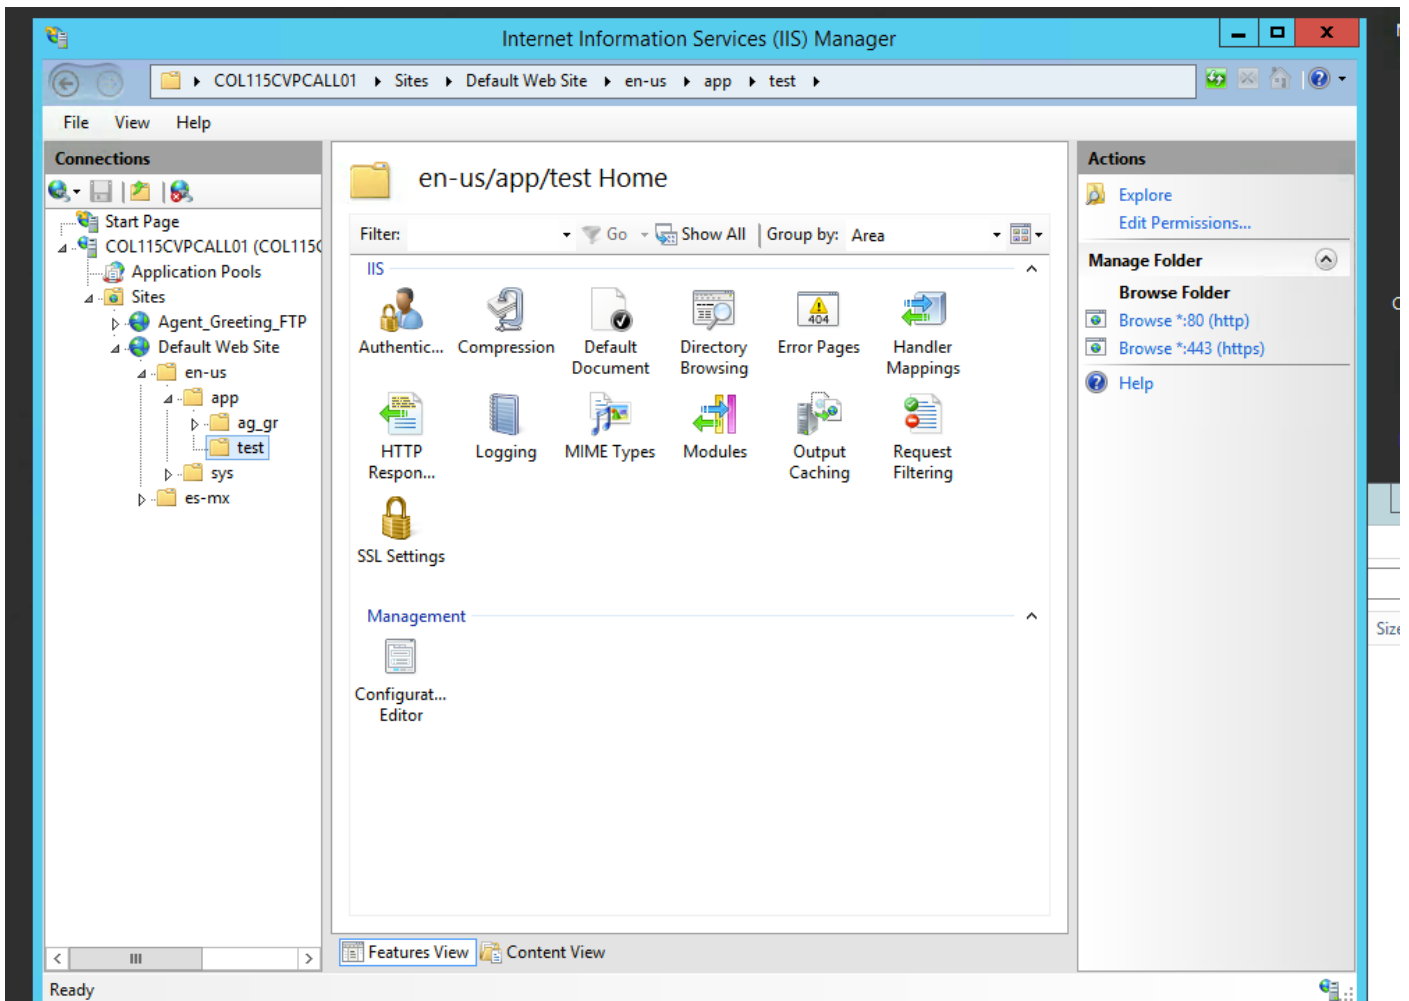 Internet Information Services (IIS) Manager
COL115CVPCALL01 Sites Default Web Site en-us app test
File View Help
Connections
Start Page
COL115CVPCALL01 (COL115C
Application Pools
Sites
Agent_Greeting_FTP
Default Web Site
en-us
app
ag_gr
test
sys
es-mx
en-us/app/test Home
Filter: Go Show All Group by: Area
IIS
Authentic... Compression Default Document Directory Browsing Error Pages Handler Mappings
404
HTTP Respon... Logging MIME Types Modules Output Caching Request Filtering
SSL Settings
Management
Configurat... Editor
Features View Content View
Actions
Explore
Edit Permissions...
Manage Folder
Browse Folder
Browse *:80 (http)
Browse *:443 (https)
Help
Ready
Size